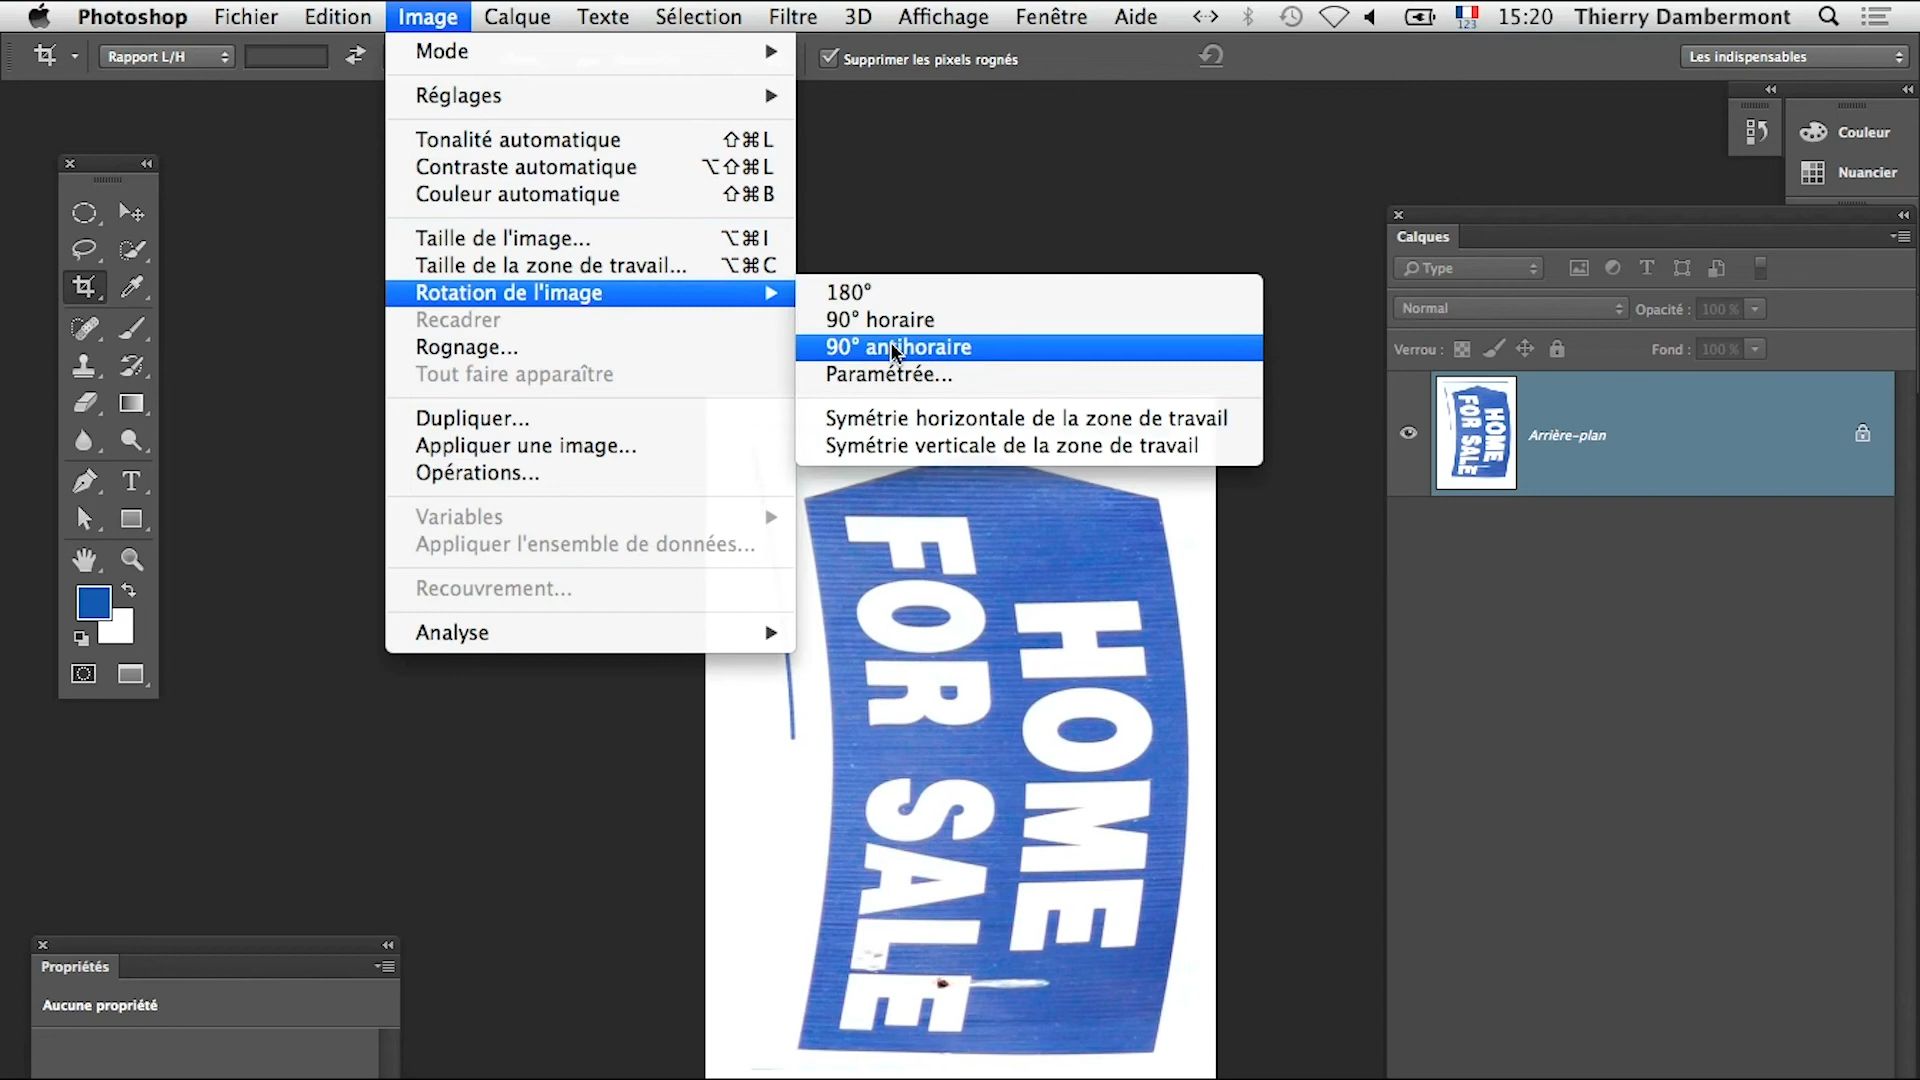 Photoshop Fichier Edition Image Calque Texte Sélection Filtre 3D Affichage Fenêtre Aide 123 15:20 Thierry Dambermont
Rapport L/H
Supprimer les pixels rognés
Les indispensables
Mode
Réglages
Tonalité automatique ⇧⌘L
Contraste automatique ⌥⇧⌘L
Couleur automatique ⇧⌘B
Taille de l'image... ⌥⌘I
Taille de la zone de travail... ⌥⌘C
Rotation de l'image
Recadrer
Rognage...
Tout faire apparaître
Dupliquer...
Appliquer une image...
Opérations...
Variables
Appliquer l'ensemble de données...
Recouvrement...
Analyse
180°
90° horaire
90° antihoraire
Paramétrée...
Symétrie horizontale de la zone de travail
Symétrie verticale de la zone de travail
Couleur
Nuancier
Calques
Type
Normal Opacité : 100 %
Verrou : Fond : 100 %
HOME
FOR SALE
Arrière-plan
HOME
FOR SALE
Propriétés
Aucune propriété